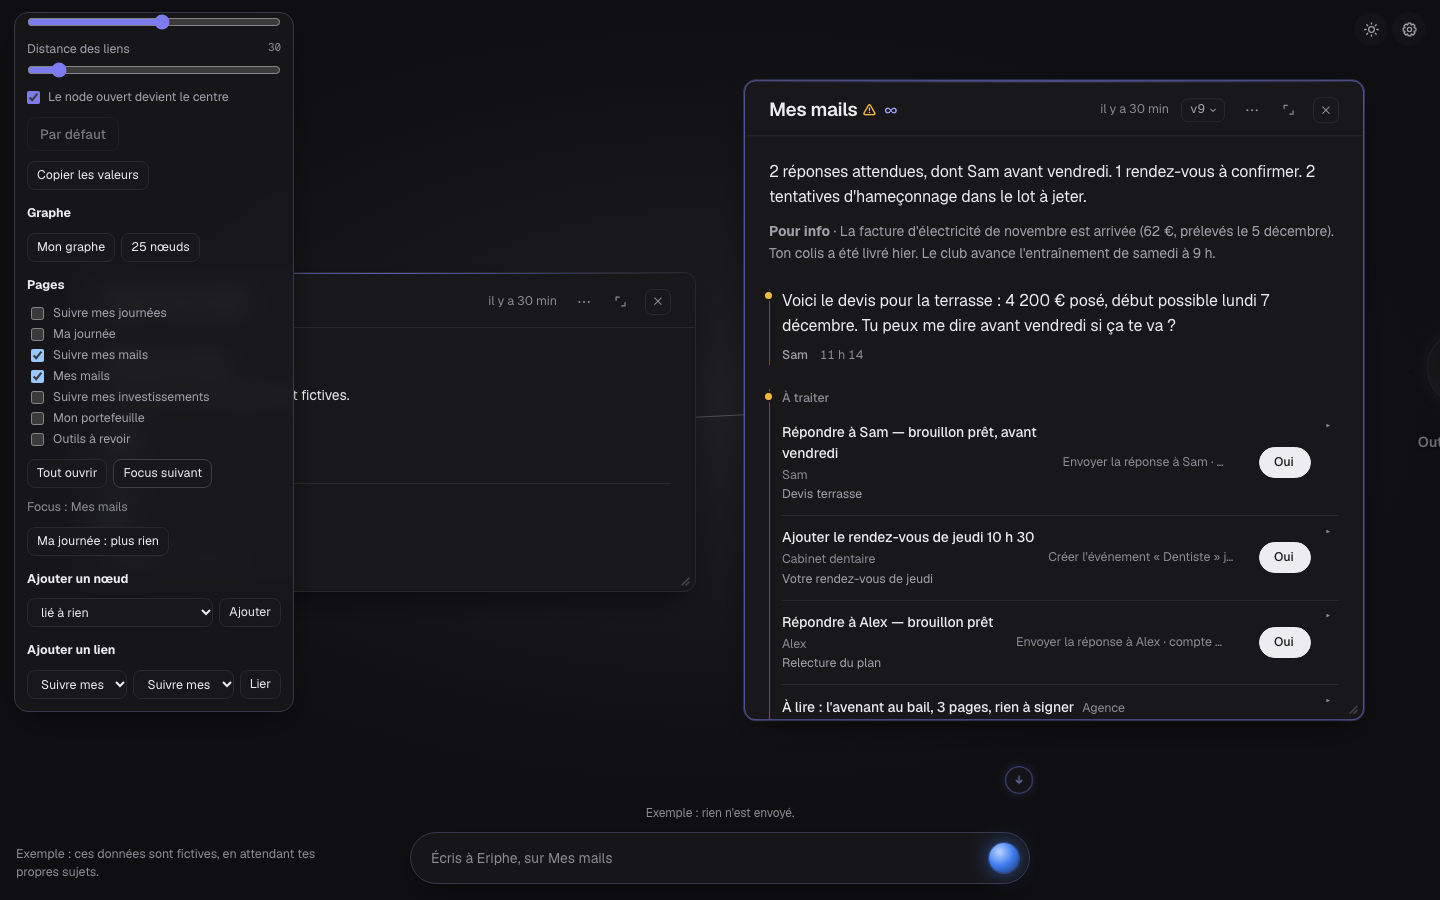 Distance des liens 30
Le node ouvert devient le centre
Par défaut
Copier les valeurs
Graphe
Mon graphe 25 nœuds
Pages
Suivre mes journées
Ma journée
Suivre mes mails
Mes mails
Suivre mes investissements
Mon portefeuille
Outils à revoir
Tout ouvrir Focus suivant
Focus : Mes mails
Ma journée : plus rien
Ajouter un nœud
lié à rien Ajouter
Ajouter un lien
Suivre mes Suivre mes Lier
il y a 30 min
t fictives.
Mes mails il y a 30 min v9
2 réponses attendues, dont Sam avant vendredi. 1 rendez-vous à confirmer. 2
tentatives d'hameçonnage dans le lot à jeter.
Pour info · La facture d'électricité de novembre est arrivée (62 €, prélevés le 5 décembre).
Ton colis a été livré hier. Le club avance l'entraînement de samedi à 9 h.
Voici le devis pour la terrasse : 4 200 € posé, début possible lundi 7
décembre. Tu peux me dire avant vendredi si ça te va ?
Sam 11 h 14
À traiter
Répondre à Sam — brouillon prêt, avant
vendredi
Sam
Devis terrasse
Envoyer la réponse à Sam · …
Oui
Ajouter le rendez-vous de jeudi 10 h 30
Cabinet dentaire
Votre rendez-vous de jeudi
Créer l'événement « Dentiste » j…
Oui
Répondre à Alex — brouillon prêt
Alex
Relecture du plan
Envoyer la réponse à Alex · compte …
Oui
À lire : l'avenant au bail, 3 pages, rien à signer Agence
Out
Exemple : rien n'est envoyé.
Écris à Eriphe, sur Mes mails
Exemple : ces données sont fictives, en attendant tes
propres sujets.